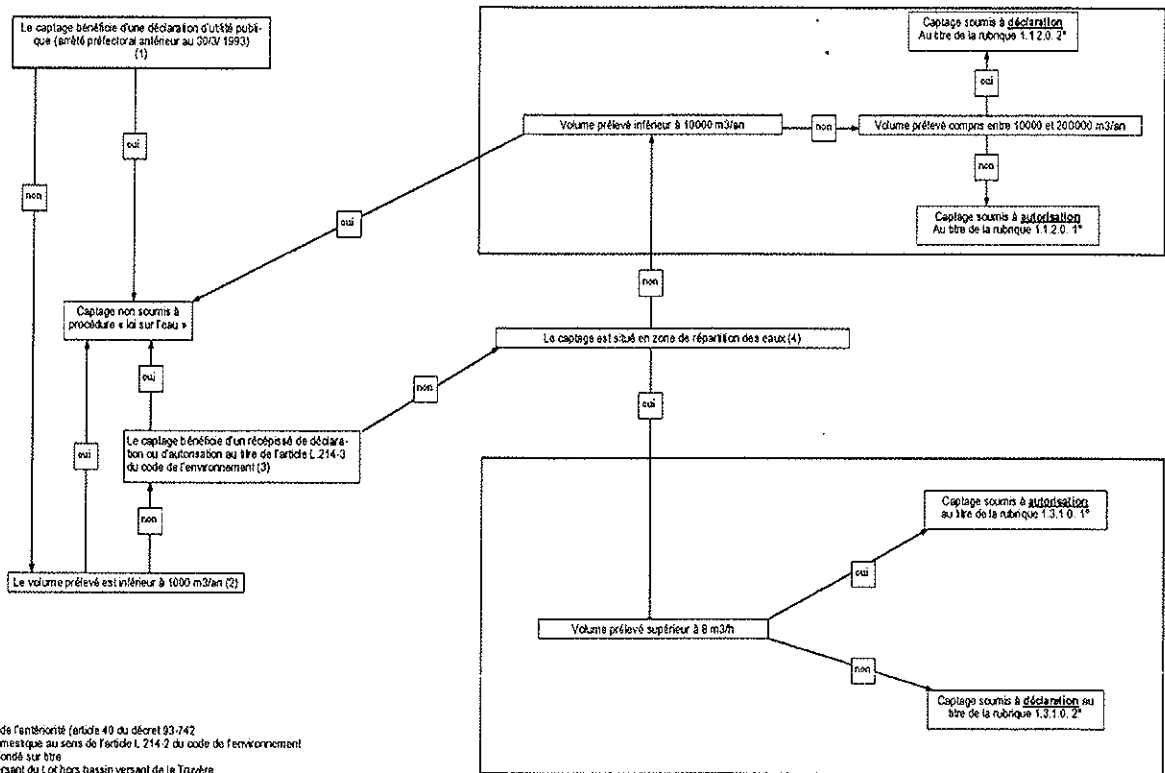 Le captage bénéficie d'une déclaration d'utilité publi-
que (arrêté préfectoral antérieur au 30/3/ 1993)
(1)
oui
non
Captage non soumis à
procédure « loi sur l'eau »
oui
oui
Le captage bénéficie d'un récépissé de déclara-
tion ou d'autorisation au titre de l'article L.214-3
du code de l'environnement (3)
non
Le volume prélevé est inférieur à 1000 m3/an (2)
oui
non
Captage soumis à déclaration
Au titre de la rubrique 1.1.2.0. 2°
oui
Volume prélevé inférieur à 10000 m3/an
non
Volume prélevé compris entre 10000 et 200000 m3/an
non
Captage soumis à autorisation
Au titre de la rubrique 1.1.2.0. 1°
non
Le captage est situé en zone de répartition des eaux (4)
oui
Captage soumis à autorisation
au titre de la rubrique 1.3.1.0. 1°
oui
Volume prélevé supérieur à 8 m3/h
non
Captage soumis à déclaration au
titre de la rubrique 1.3.1.0. 2°
de l'antériorité (article 40 du décret 93-742
mestique au sens de l'article L 214-2 du code de l'environnement
ondé sur titre
ersant du Lot hors bassin versant de la Truyère